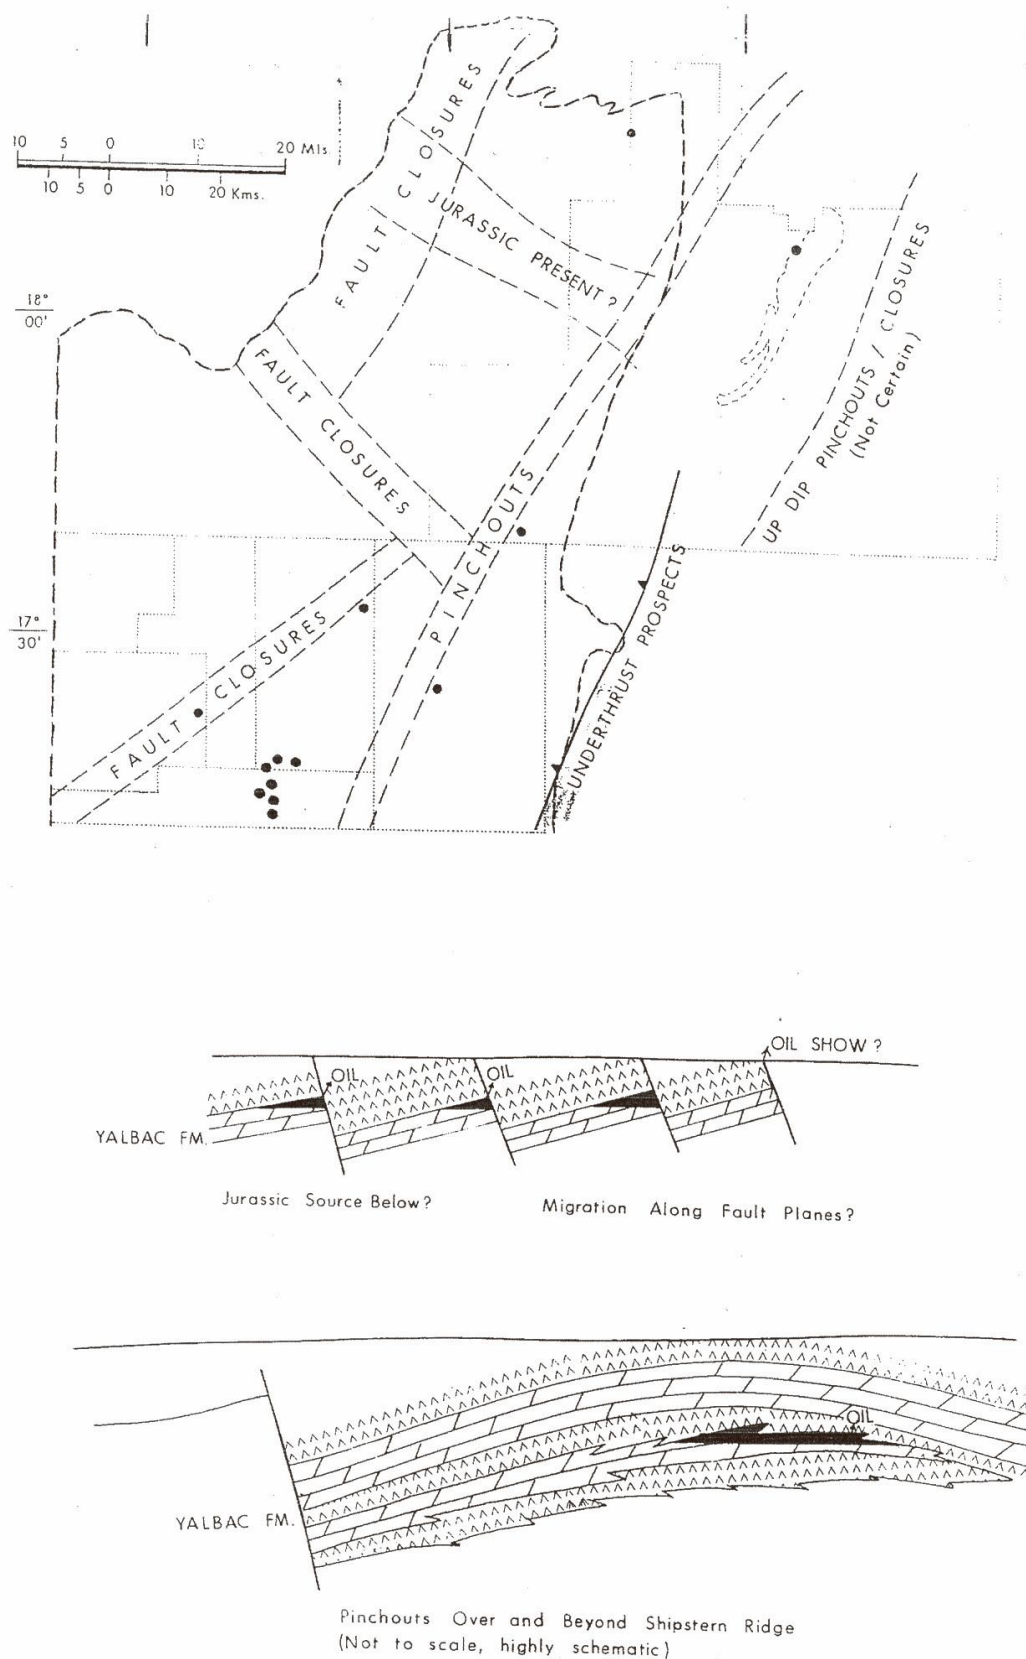 10 5 0 10 20 Mls.
10 5 0 10 20 Kms.
18°
00'
17°
30'
FAULT CLOSURES
JURASSIC PRESENT ?
FAULT CLOSURES
PINCHOUTS
FAULT CLOSURES
UNDERTHRUST PROSPECTS
UP DIP PINCHOUTS / CLOSURES
(Not Certain)
OIL SHOW ?
OIL
OIL
YALBAC FM.
Jurassic Source Below?
Migration Along Fault Planes?
OIL
YALBAC FM.
Pinchouts Over and Beyond Shipstern Ridge
(Not to scale, highly schematic)